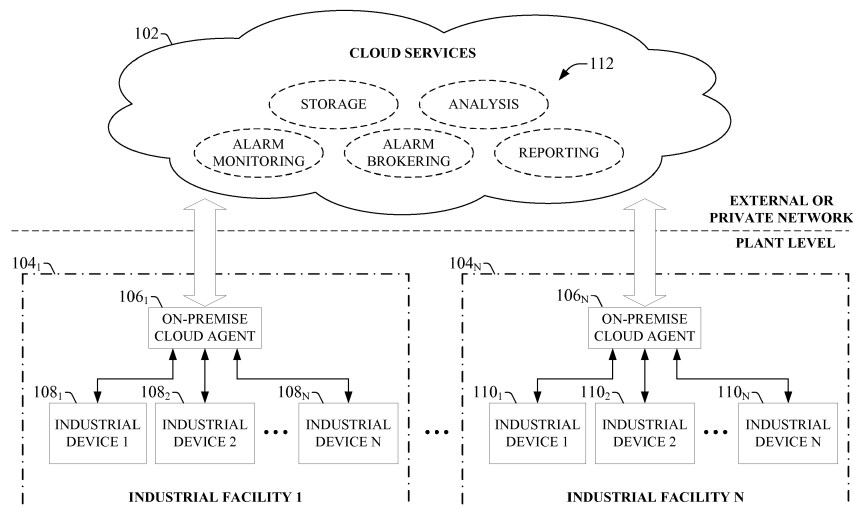 102
CLOUD SERVICES
112
STORAGE
ANALYSIS
ALARM
MONITORING
ALARM
BROKERING
REPORTING
EXTERNAL OR
PRIVATE NETWORK
PLANT LEVEL
104₁
106₁
ON-PREMISE
CLOUD AGENT
108₁
108₂
108N
INDUSTRIAL
DEVICE 1
INDUSTRIAL
DEVICE 2
•••
INDUSTRIAL
DEVICE N
INDUSTRIAL FACILITY 1
•••
104N
106N
ON-PREMISE
CLOUD AGENT
110₁
110₂
110N
INDUSTRIAL
DEVICE 1
INDUSTRIAL
DEVICE 2
•••
INDUSTRIAL
DEVICE N
INDUSTRIAL FACILITY N